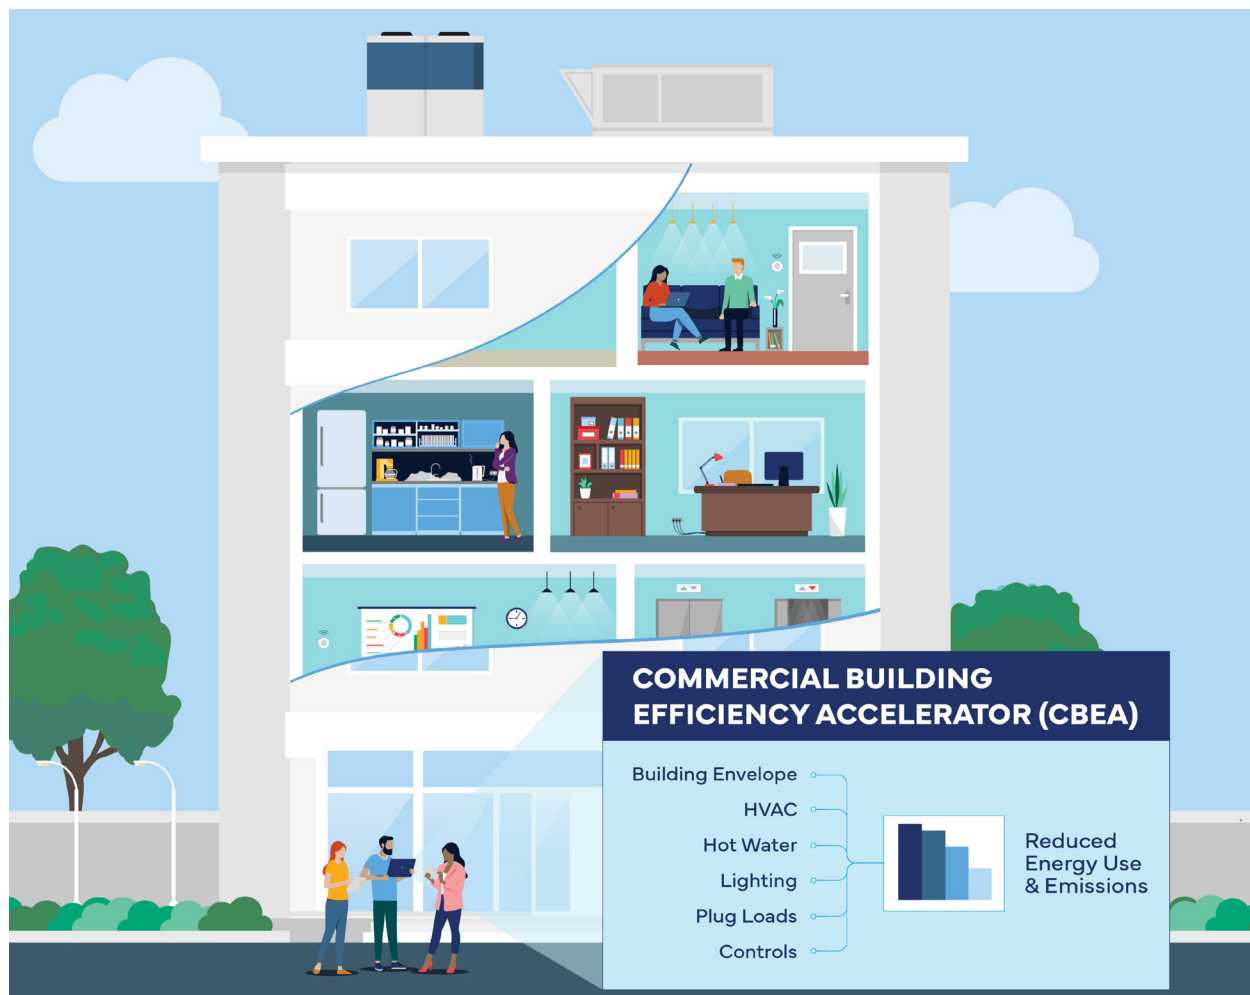 COMMERCIAL BUILDING
EFFICIENCY ACCELERATOR (CBEA)
Building Envelope
HVAC
Hot Water
Lighting
Plug Loads
Controls
Reduced
Energy Use
& Emissions